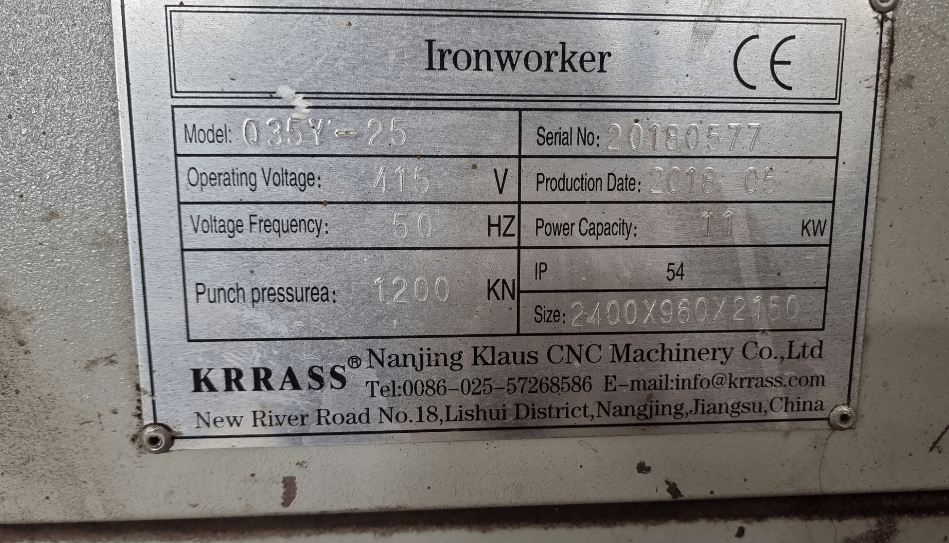 Ironworker CE
Model: Q35Y-25 Serial No: 20180577
Operating Voltage: 415 V Production Date: 2018 05
Voltage Frequency: 50 HZ Power Capacity: 11 KW
Punch pressurea: 1200 KN IP 54
Size: 2400X960X2150
KRRASS® Nanjing Klaus CNC Machinery Co.,Ltd
Tel:0086-025-57268586 E-mail:info@krrass.com
New River Road No.18,Lishui District,Nangjing,Jiangsu,China